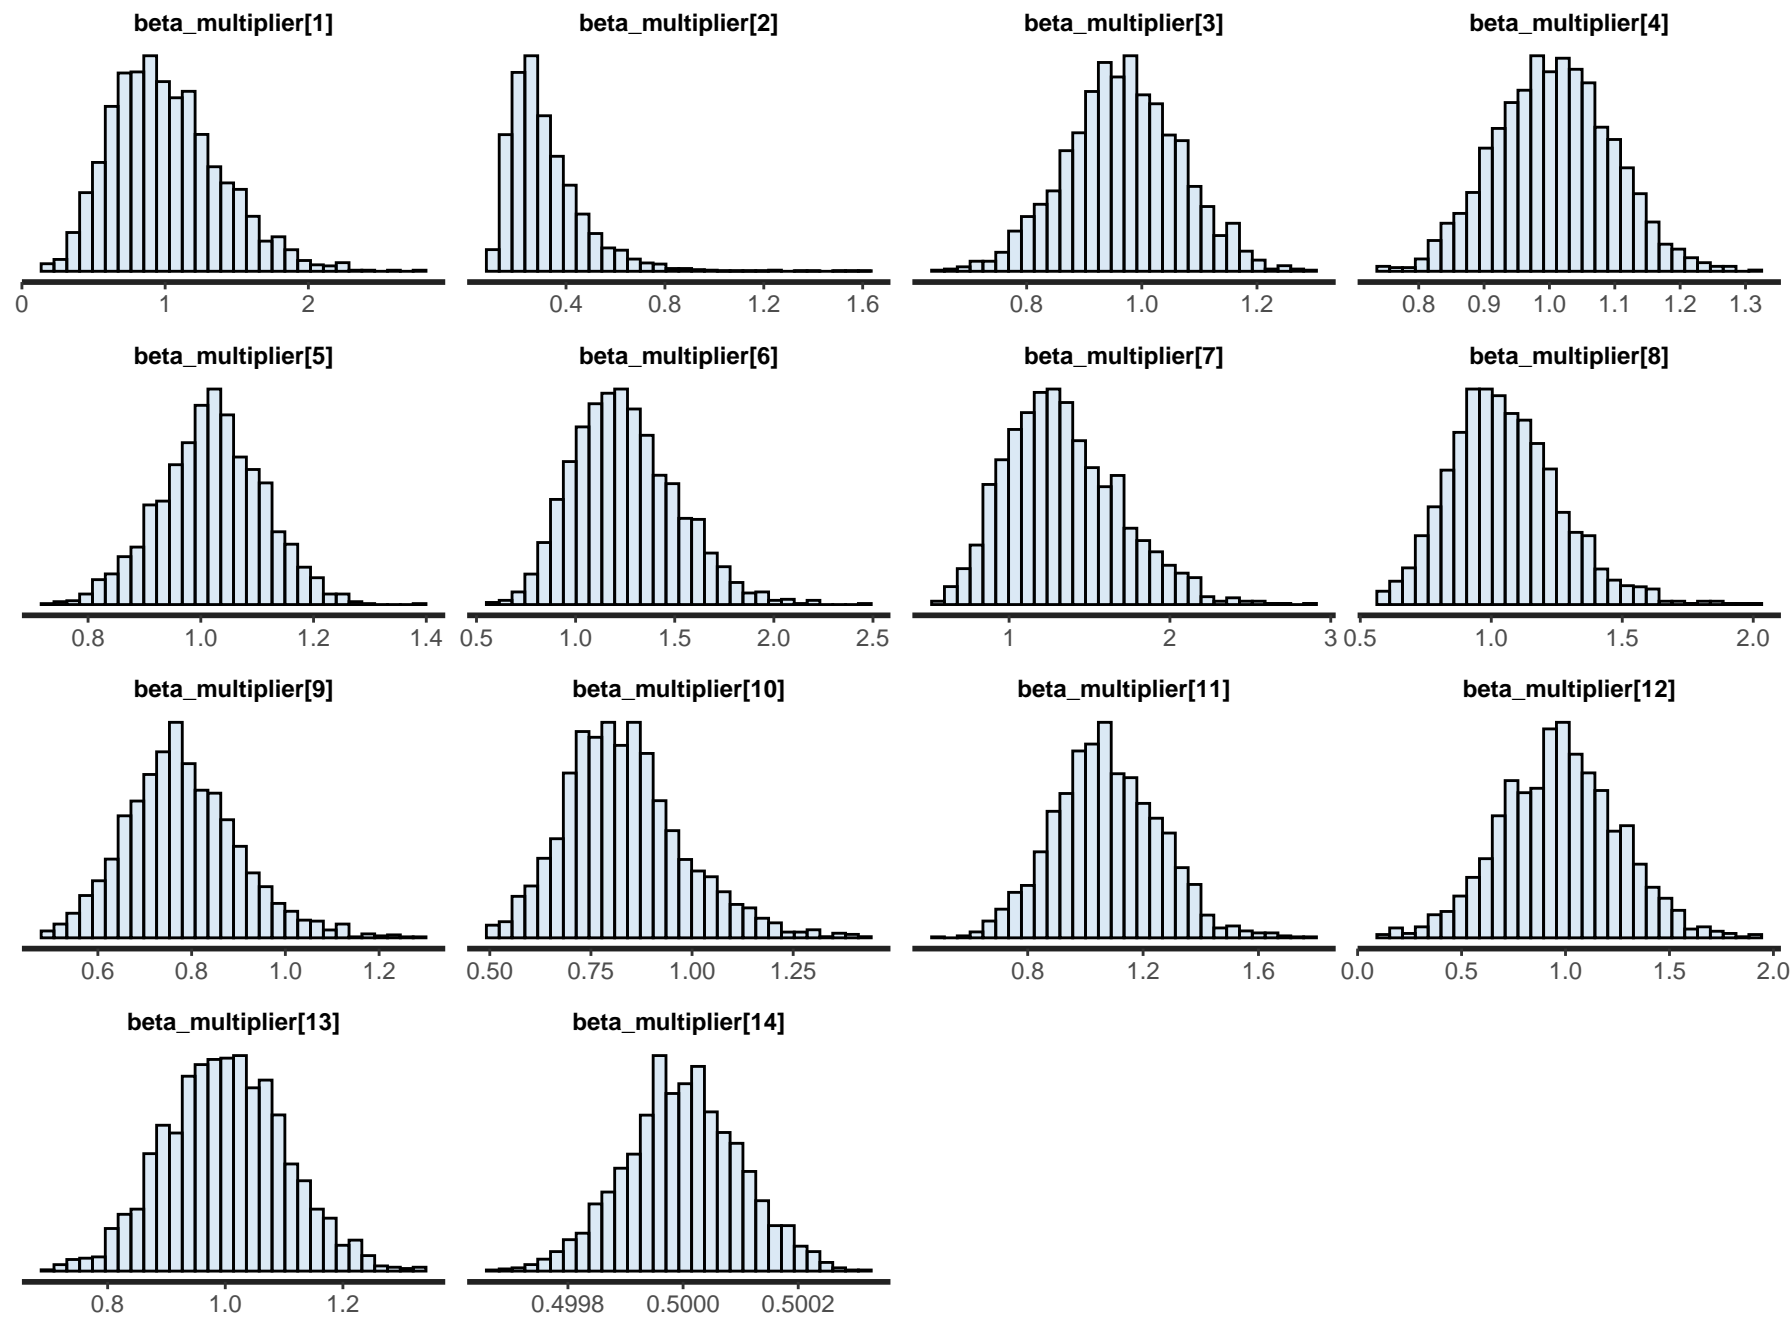 beta_multiplier[1] beta_multiplier[2] beta_multiplier[3] beta_multiplier[4]
0 1 2 0.4 0.8 1.2 1.6 0.8 1.0 1.2 0.8 0.9 1.0 1.1 1.2 1.3
beta_multiplier[5] beta_multiplier[6] beta_multiplier[7] beta_multiplier[8]
0.8 1.0 1.2 1.4 0.5 1.0 1.5 2.0 2.5 1 2 3 0.5 1.0 1.5 2.0
beta_multiplier[9] beta_multiplier[10] beta_multiplier[11] beta_multiplier[12]
0.6 0.8 1.0 1.2 0.50 0.75 1.00 1.25 0.8 1.2 1.6 0.0 0.5 1.0 1.5 2.0
beta_multiplier[13] beta_multiplier[14]
0.8 1.0 1.2 0.4998 0.5000 0.5002